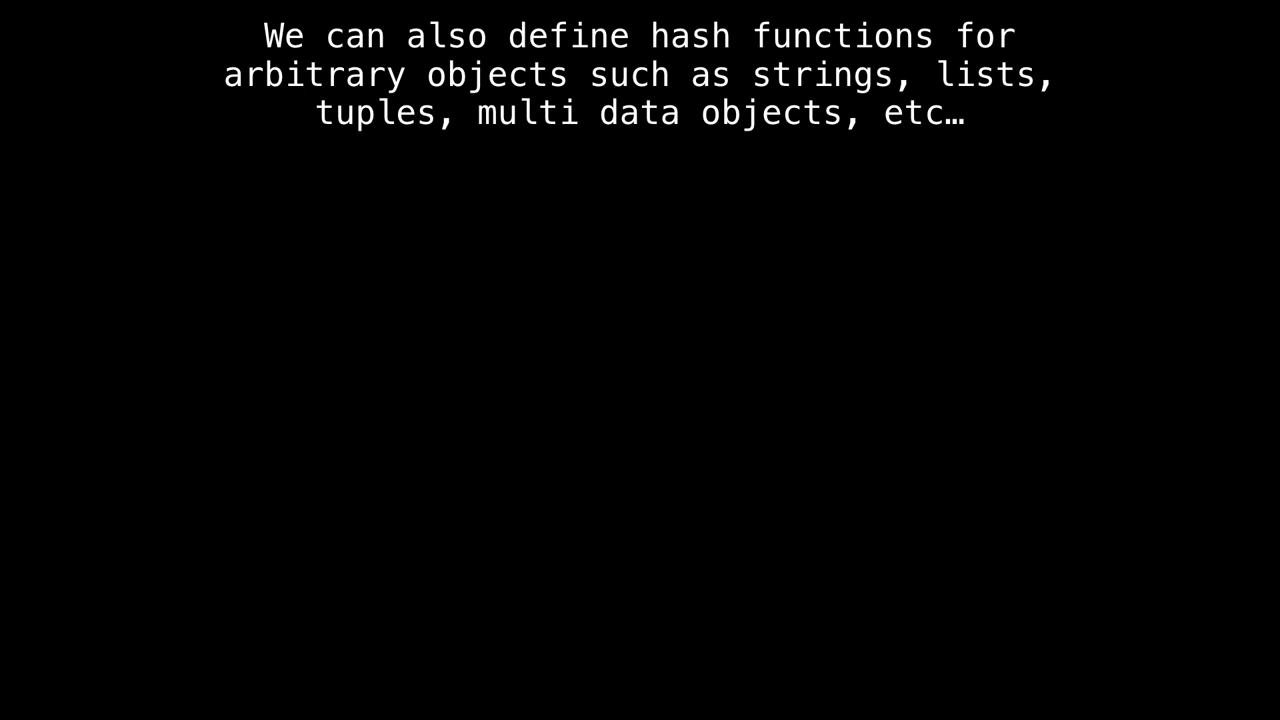 We can also define hash functions for
arbitrary objects such as strings, lists,
tuples, multi data objects, etc…